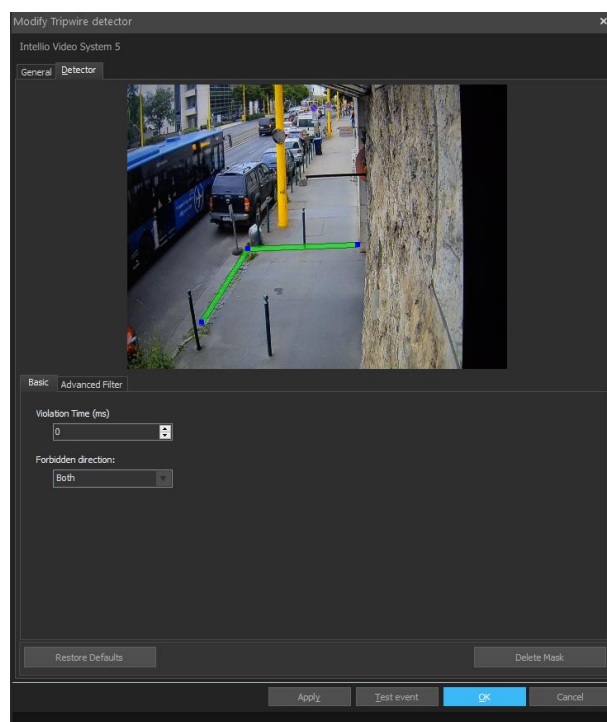 Modify Tripwire detector
Intellio Video System 5
General Detector
Basic Advanced Filter
Violation Time (ms)
0
Forbidden direction:
Both
Restore Defaults Delete Mask
Apply Test event OK Cancel